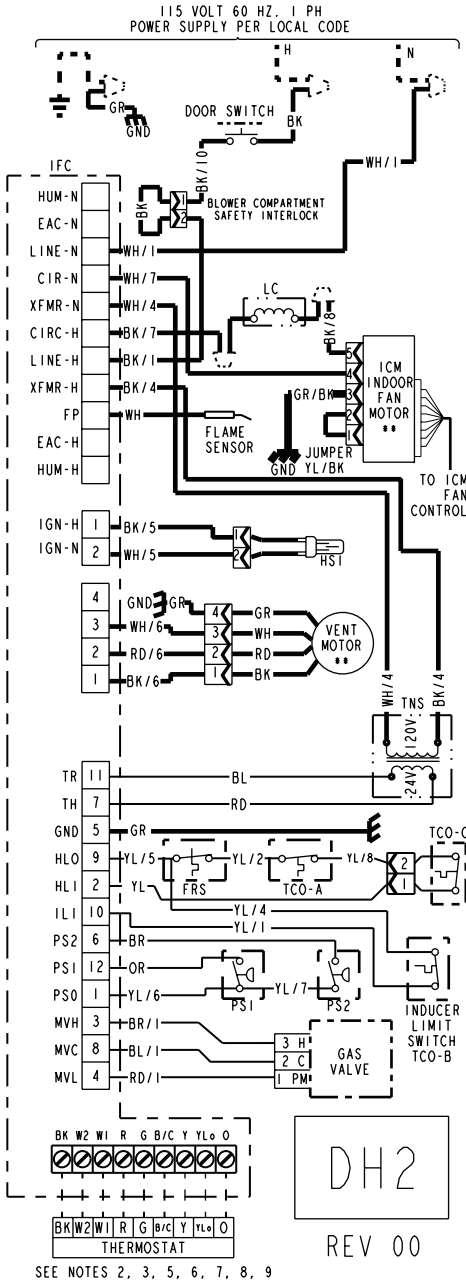 115 VOLT 60 HZ. 1 PH
POWER SUPPLY PER LOCAL CODE
H
N
GR
GND
DOOR SWITCH
BK
BK/10
WH/1
IFC
BK
1
2
BLOWER COMPARTMENT
SAFETY INTERLOCK
HUM-N
EAC-N
LINE-N
WH/1
CIR-N
WH/7
XFMR-N
WH/4
CIRC-H
BK/7
LINE-H
BK/1
XFMR-H
BK/4
FP
WH
EAC-H
HUM-H
LC
BK/8
5
4
3
2
1
ICM
INDOOR
FAN
MOTOR
**
GR/BK
GND
JUMPER
YL/BK
FLAME
SENSOR
TO ICM
FAN
CONTROL
IGN-H 1 BK/5
IGN-N 2 WH/5
1
2
HSI
4
3
2
1
GND
GR
WH/6
RD/6
BK/6
4
3
2
1
GR
WH
RD
BK
VENT
MOTOR
**
WH/4
BK/4
TNS
120V
24V
TR 11 BL
TH 7 RD
GND 5 GR
HLO 9 YL/5
FRS
YL/2
TCO-A
YL/8
2
1
TCO-C
HLI 2 YL
YL/4
ILI 10
YL/1
PS2 6 BR
PS1 12 OR
PSO 1 YL/6
PS1
YL/7
PS2
INDUCER
LIMIT
SWITCH
TCO-B
MVH 3 BR/1
MVC 8 BL/1
MVL 4 RD/1
3 H
2 C
1 PM
GAS
VALVE
BK W2 W1 R G B/C Y YLo O
BK W2 W1 R G B/C Y YLo O
THERMOSTAT
SEE NOTES 2, 3, 5, 6, 7, 8, 9
DH2
REV 00